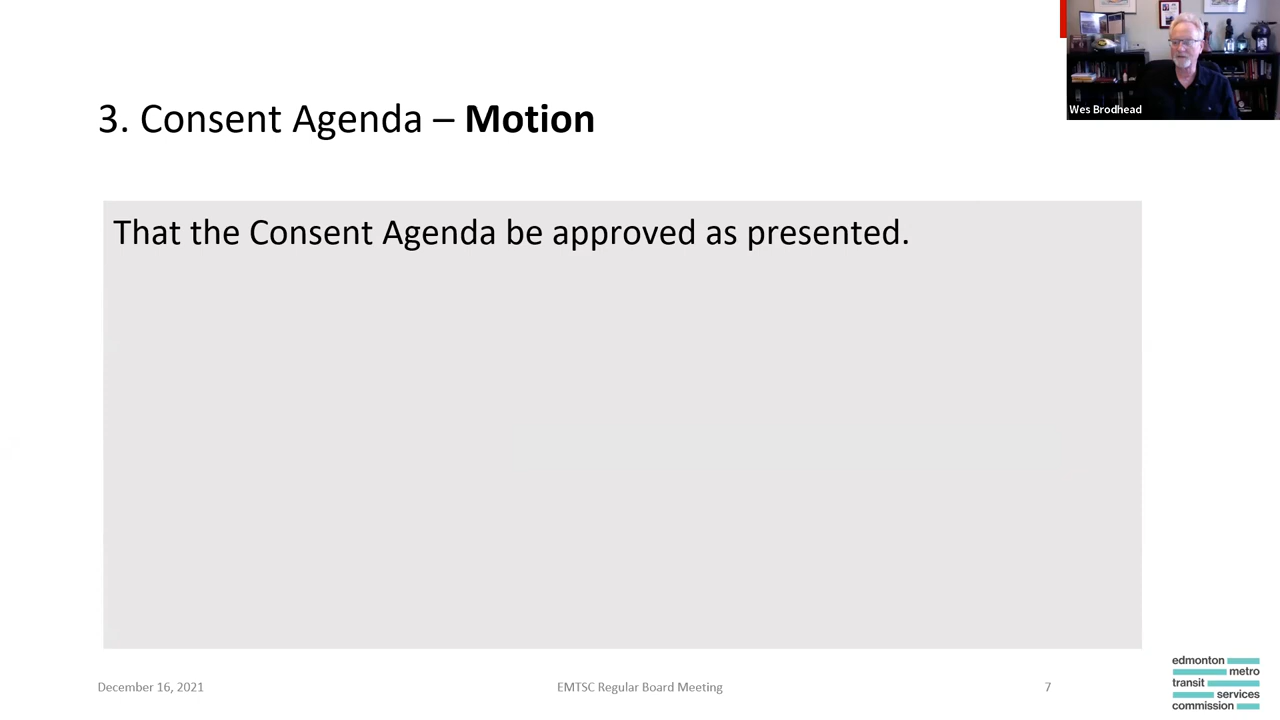 Wes Brodhead
3. Consent Agenda – Motion
That the Consent Agenda be approved as presented.
December 16, 2021
EMTSC Regular Board Meeting
7
edmonton
metro
transit
services
commission